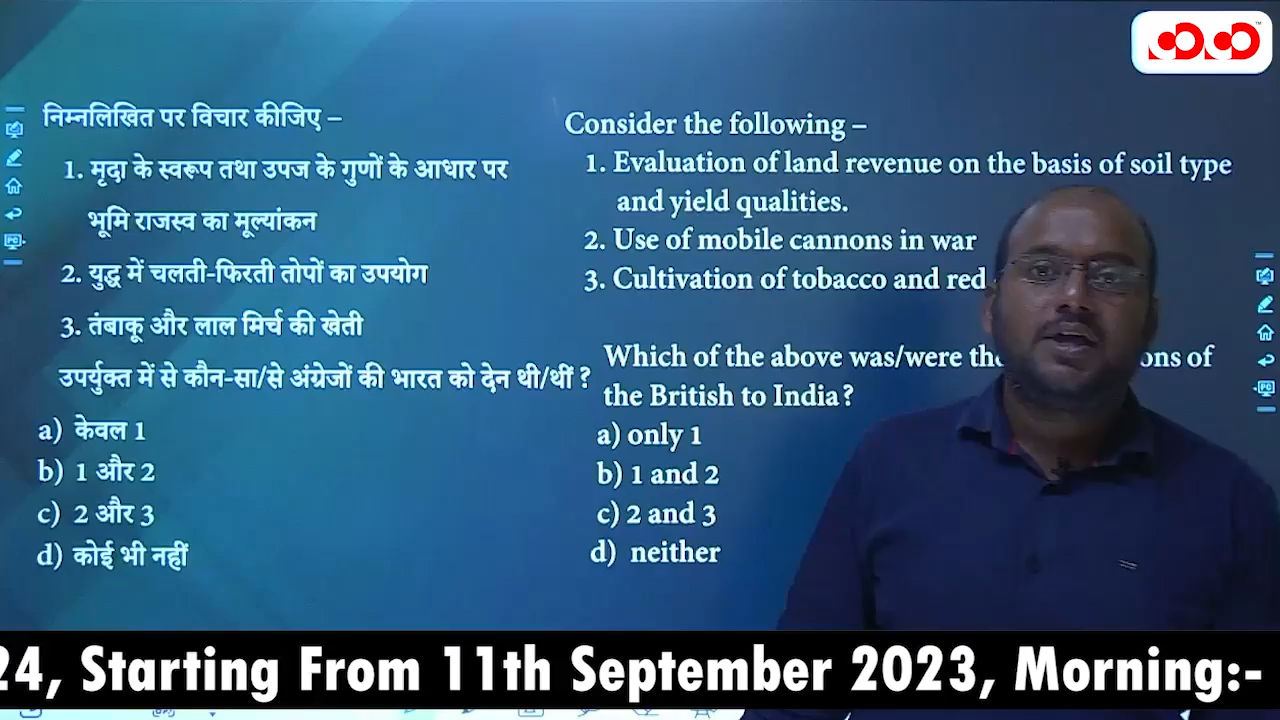 निम्नलिखित पर विचार कीजिए –
1. मृदा के स्वरूप तथा उपज के गुणों के आधार पर
भूमि राजस्व का मूल्यांकन
2. युद्ध में चलती-फिरती तोपों का उपयोग
3. तंबाकू और लाल मिर्च की खेती
उपर्युक्त में से कौन-सा/से अंग्रेजों की भारत को देन थी/थीं ?
a) केवल 1
b) 1 और 2
c) 2 और 3
d) कोई भी नहीं
Consider the following –
1. Evaluation of land revenue on the basis of soil type
and yield qualities.
2. Use of mobile cannons in war
3. Cultivation of tobacco and red
Which of the above was/were the ons of
the British to India?
a) only 1
b) 1 and 2
c) 2 and 3
d) neither
24, Starting From 11th September 2023, Morning:-